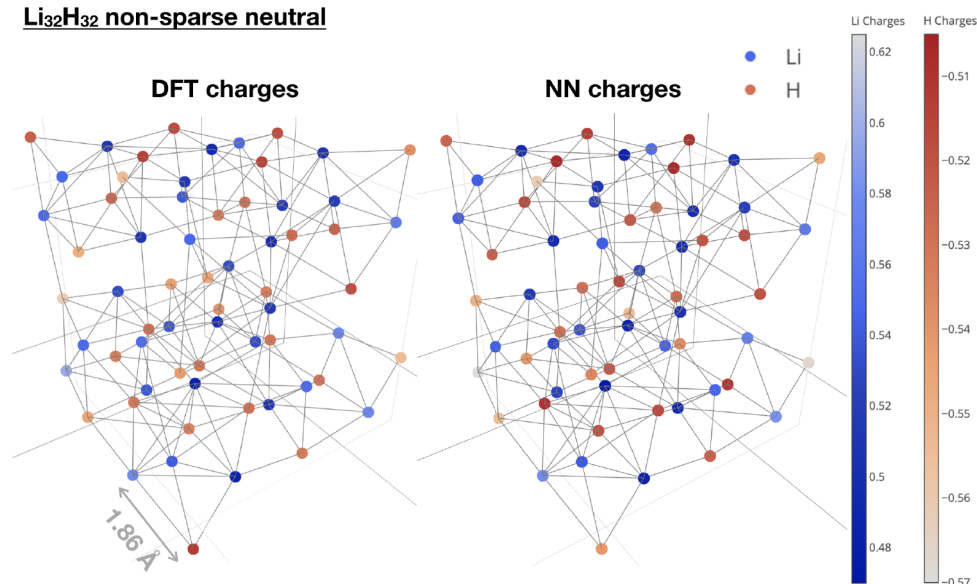 Li₃₂H₃₂ non-sparse neutral
DFT charges
NN charges
Li
H
1.86 Å
Li Charges
0.62
0.6
0.58
0.56
0.54
0.52
0.5
0.48
H Charges
−0.51
−0.52
−0.53
−0.54
−0.55
−0.56
−0.57